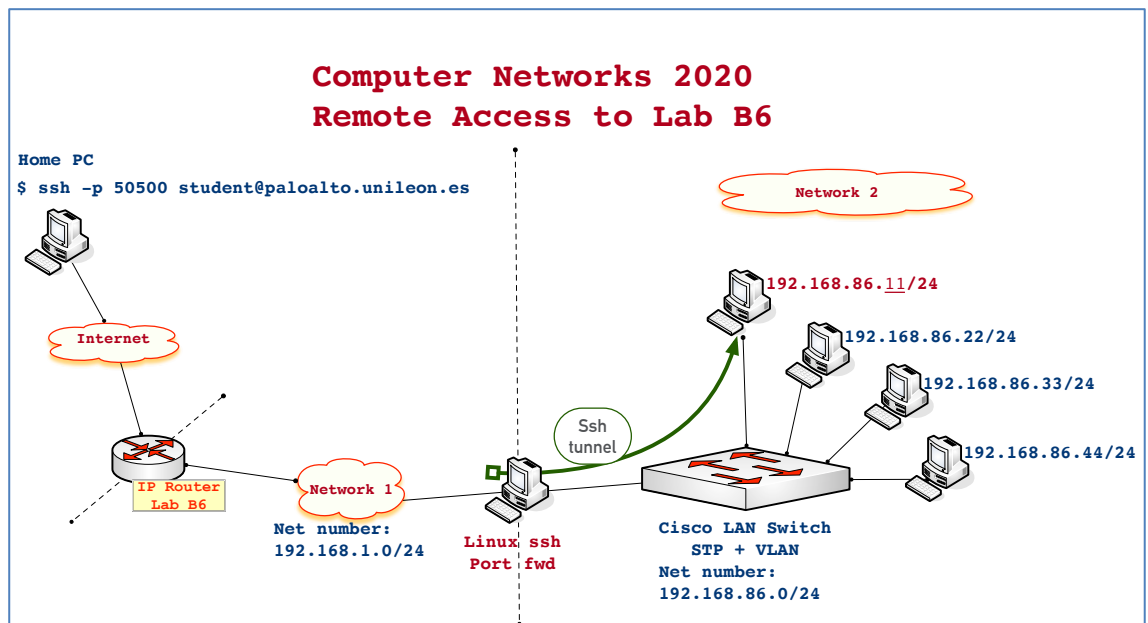 Computer Networks 2020
Remote Access to Lab B6
Home PC
$ ssh -p 50500 student@paloalto.unileon.es
Network 2
192.168.86.11/24
Internet
192.168.86.22/24
192.168.86.33/24
Ssh
tunnel
192.168.86.44/24
IP Router
Lab B6
Network 1
Net number:
192.168.1.0/24
Linux ssh
Port fwd
Cisco LAN Switch
STP + VLAN
Net number:
192.168.86.0/24